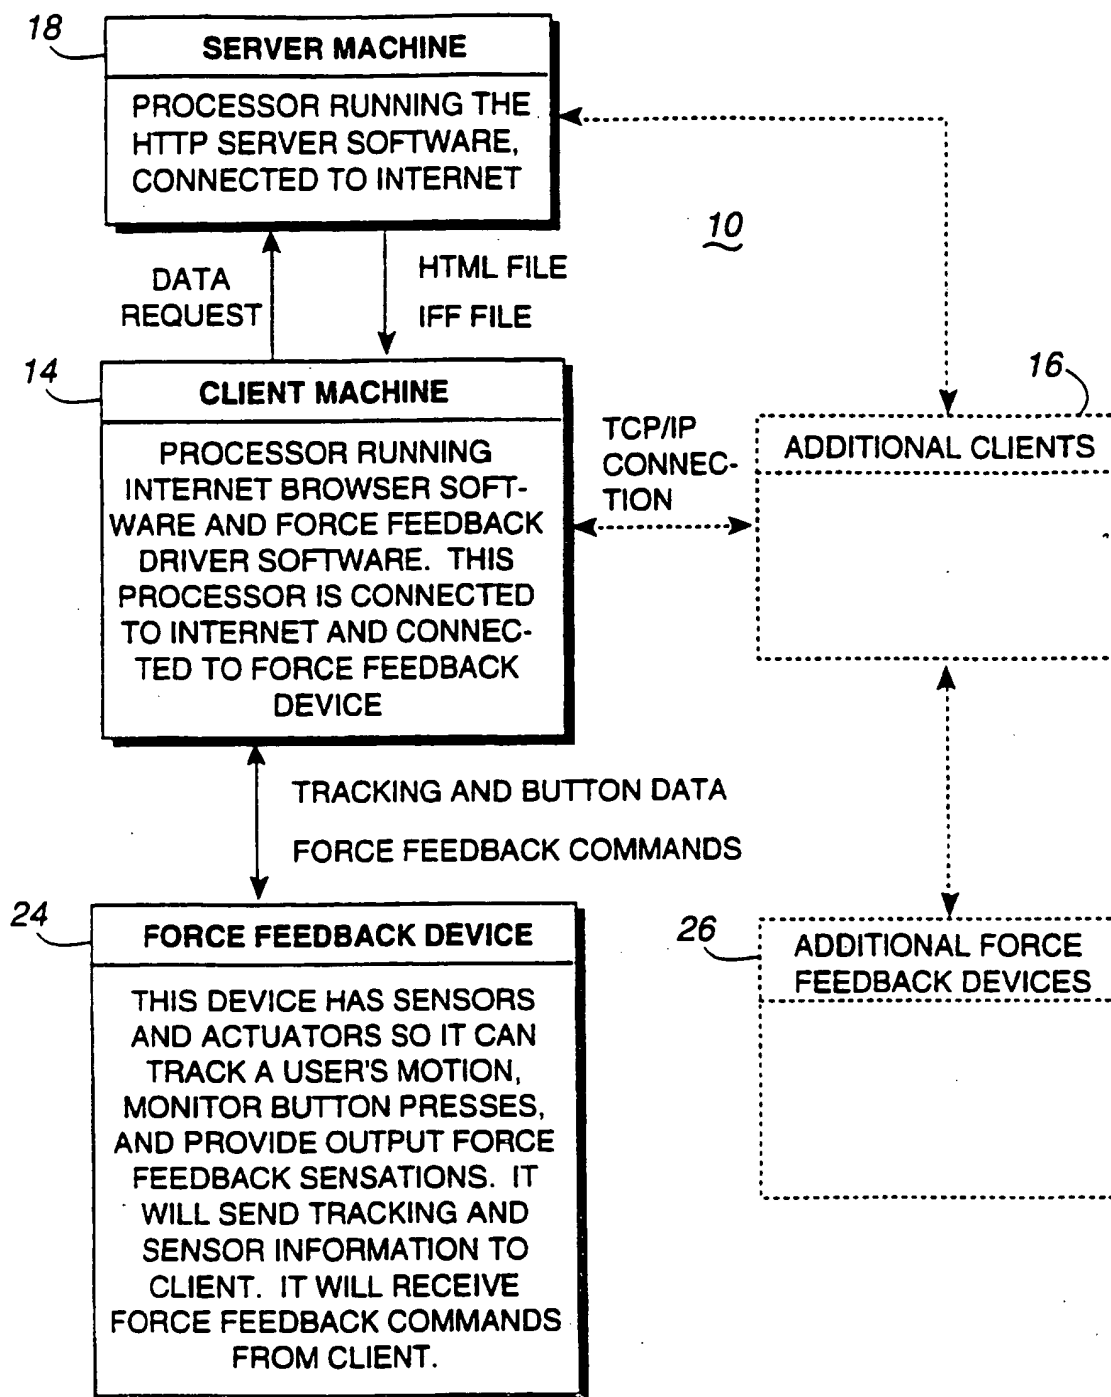 18
SERVER MACHINE
PROCESSOR RUNNING THE
HTTP SERVER SOFTWARE,
CONNECTED TO INTERNET
10
DATA
REQUEST
HTML FILE
IFF FILE
14
CLIENT MACHINE
PROCESSOR RUNNING
INTERNET BROWSER SOFT-
WARE AND FORCE FEEDBACK
DRIVER SOFTWARE. THIS
PROCESSOR IS CONNECTED
TO INTERNET AND CONNEC-
TED TO FORCE FEEDBACK
DEVICE
TCP/IP
CONNEC-
TION
16
ADDITIONAL CLIENTS
TRACKING AND BUTTON DATA
FORCE FEEDBACK COMMANDS
24
FORCE FEEDBACK DEVICE
THIS DEVICE HAS SENSORS
AND ACTUATORS SO IT CAN
TRACK A USER'S MOTION,
MONITOR BUTTON PRESSES,
AND PROVIDE OUTPUT FORCE
FEEDBACK SENSATIONS. IT
WILL SEND TRACKING AND
SENSOR INFORMATION TO
CLIENT. IT WILL RECEIVE
FORCE FEEDBACK COMMANDS
FROM CLIENT.
26
ADDITIONAL FORCE
FEEDBACK DEVICES